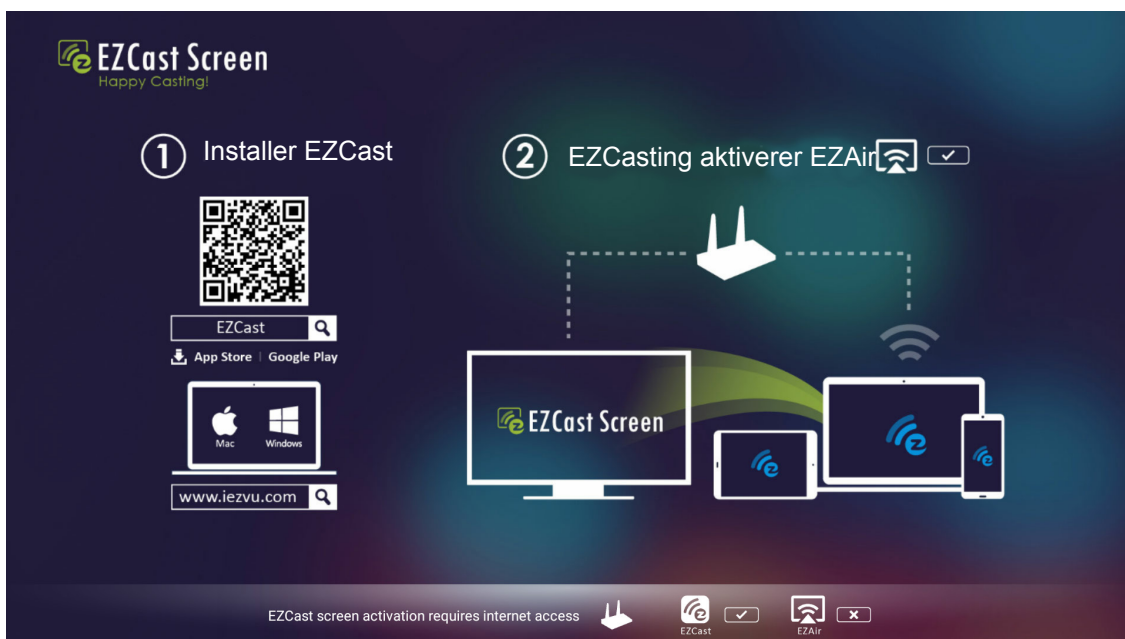 EZCast Screen
Happy Casting!
1 Installer EZCast
2 EZCasting aktiverer EZAir
EZCast
App Store | Google Play
Mac Windows
www.iezvu.com
EZCast Screen
EZCast screen activation requires internet access
EZCast
EZAir